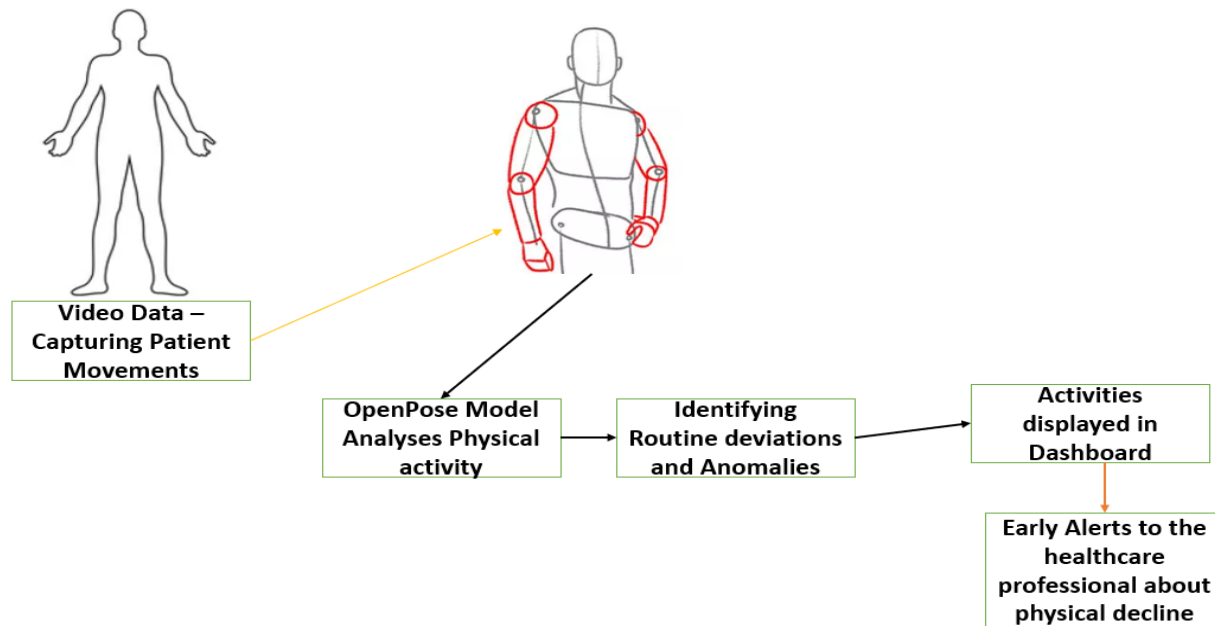 Video Data –
Capturing Patient
Movements
OpenPose Model
Analyses Physical
activity
Identifying
Routine deviations
and Anomalies
Activities
displayed in
Dashboard
Early Alerts to the
healthcare
professional about
physical decline